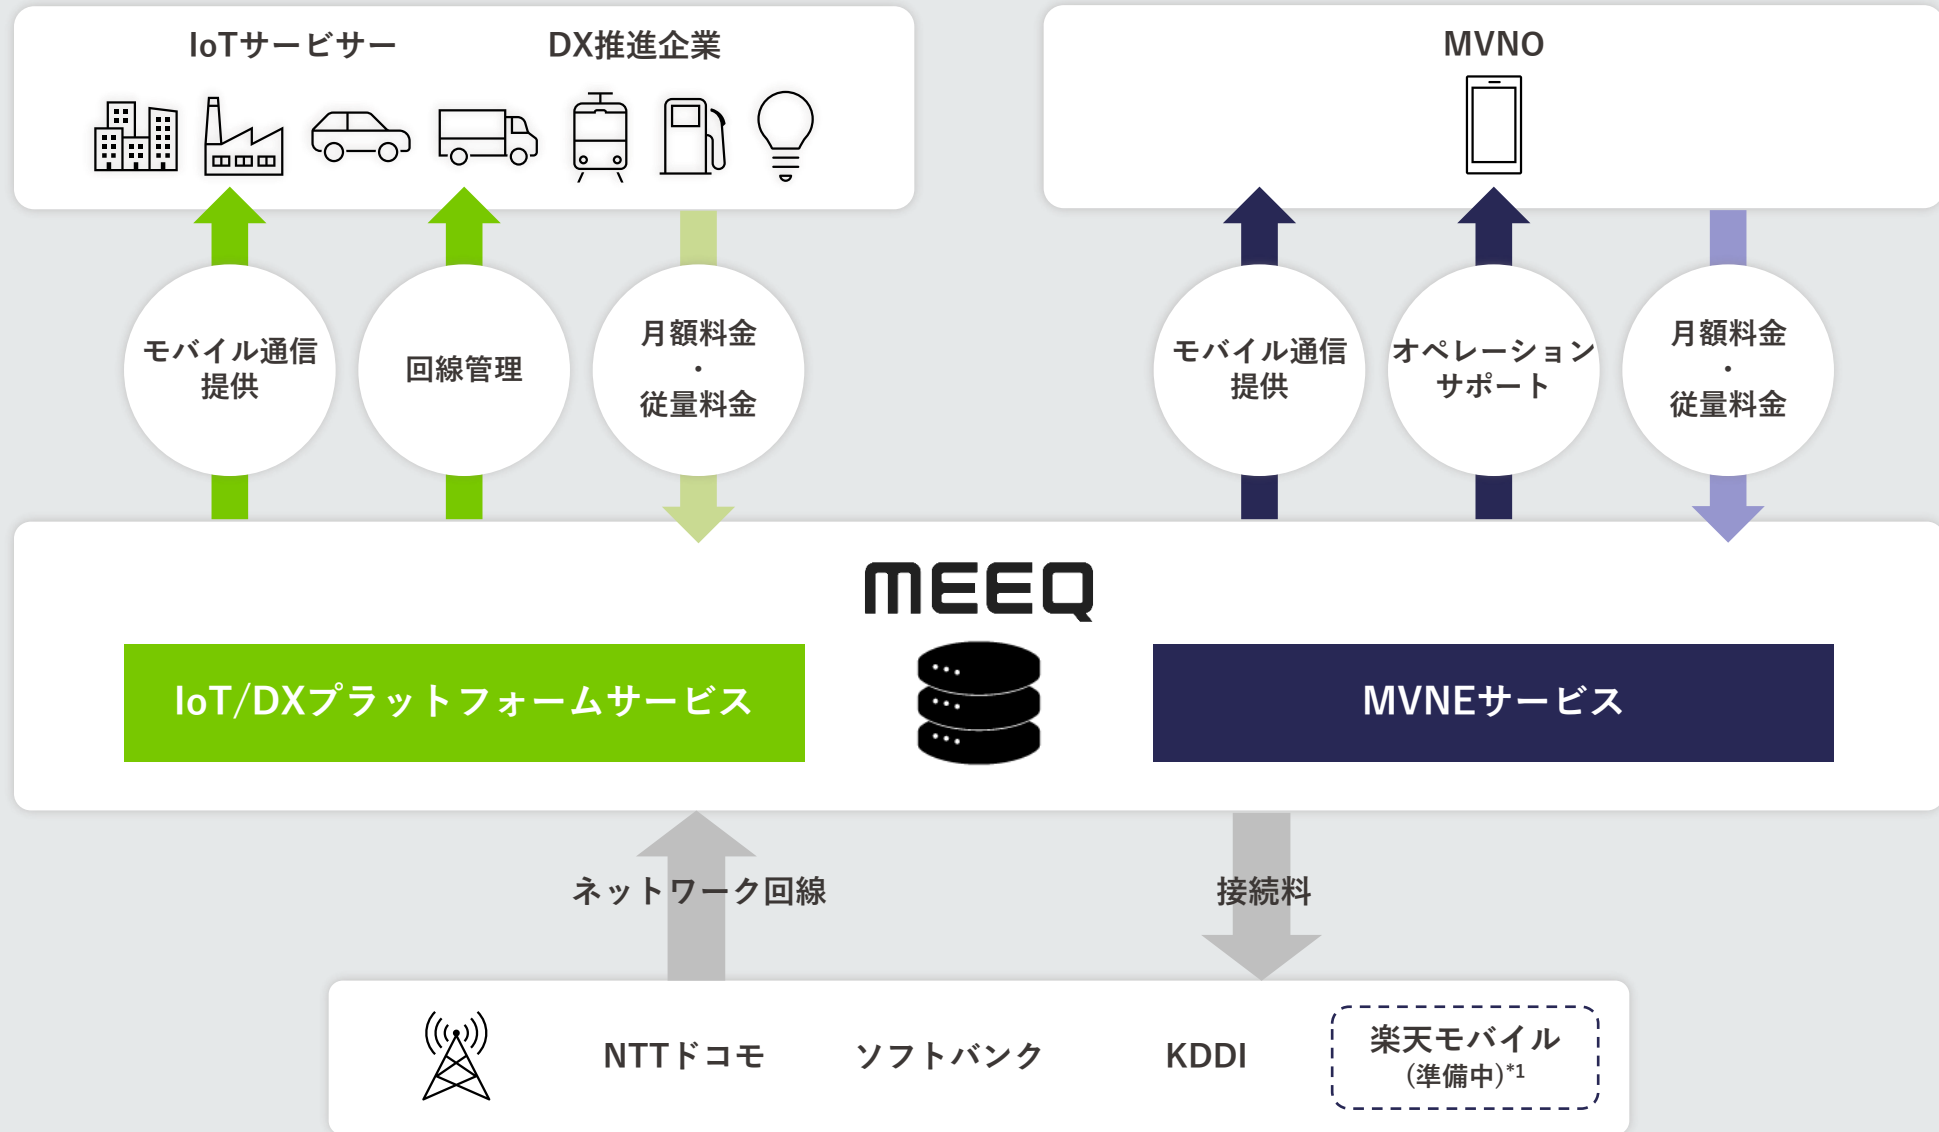 IoTサービサー
DX推進企業
MVNO
モバイル通信
提供
回線管理
月額料金
・
従量料金
モバイル通信
提供
オペレーション
サポート
月額料金
・
従量料金
MEEQ
IoT/DXプラットフォームサービス
MVNEサービス
ネットワーク回線
接続料
NTTドコモ
ソフトバンク
KDDI
楽天モバイル
(準備中)*1